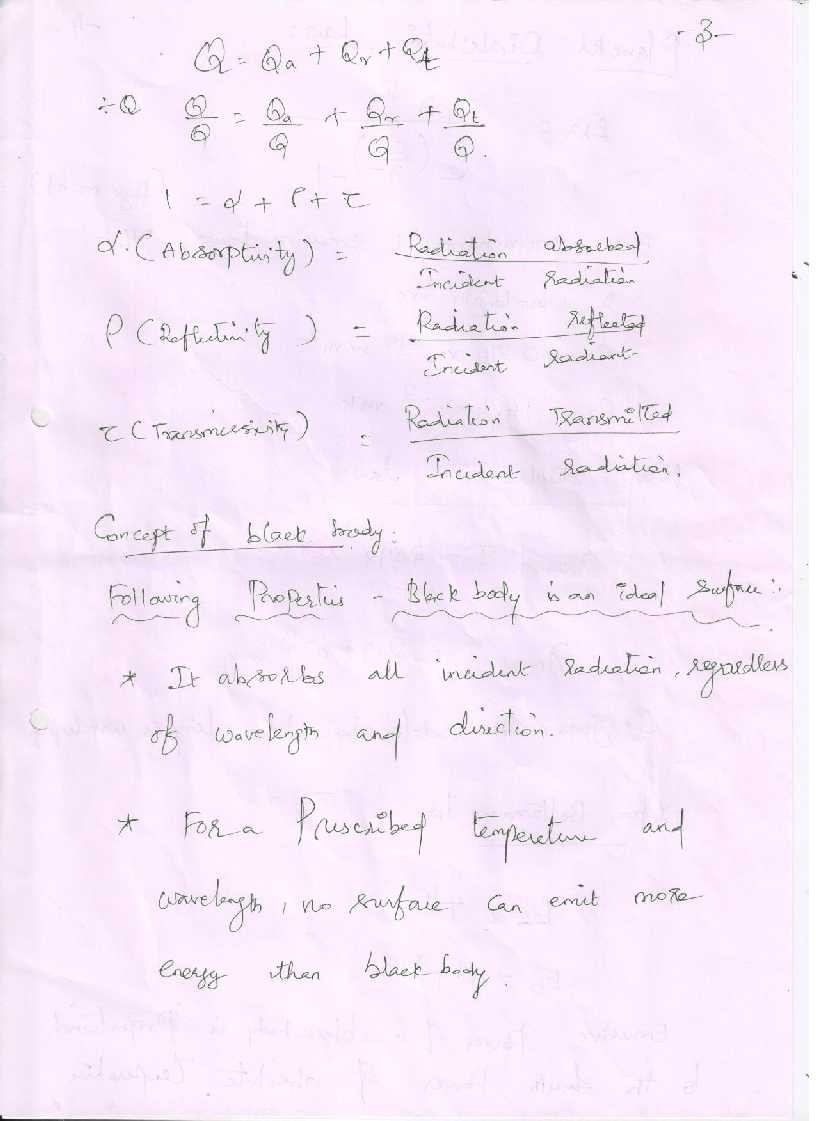 -3-
Q = Qa + Qr + Qt
÷Q Q/Q = Qa/Q + Qr/Q + Qt/Q.
1 = α + ρ + τ
α. (Absorptivity) = Radiation absorbed / Incident radiation
ρ (Reflectivity) = Radiation reflected / Incident radiant
τ (Transmissivity) = Radiation Transmitted / Incident radiation.
Concept of black body:
Following Properties - Black body is an ideal surface:
* It absorbs all incident radiation, regardless
of wavelength and direction.
* For a Prescribed temperature and
wavelength, no surface can emit more
energy than black body.